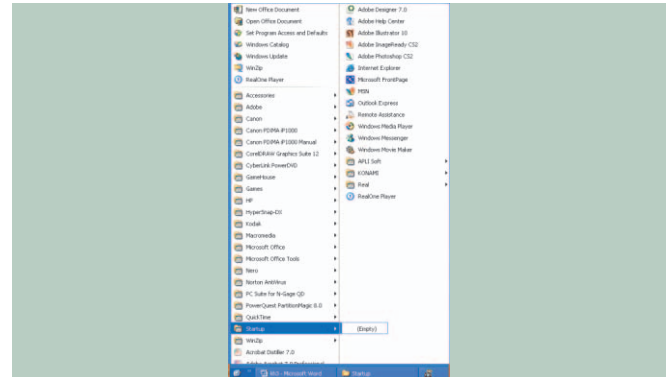 New Office Document
Open Office Document
Set Program Access and Defaults
Windows Catalog
Windows Update
WinZip
RealOne Player
Accessories
Adobe
Canon
Canon PIXMA iP1000
Canon PIXMA iP1000 Manual
CorelDRAW Graphics Suite 12
CyberLink PowerDVD
GameHouse
Games
HP
HyperSnap-DX
Kodak
Macromedia
Microsoft Office
Microsoft Office Tools
Nero
Norton AntiVirus
PC Suite for N-Gage QD
PowerQuest PartitionMagic 8.0
QuickTime
Startup
WinZip
Acrobat Distiller 7.0
Adobe Designer 7.0
Adobe Help Center
Adobe Illustrator 10
Adobe ImageReady CS2
Adobe Photoshop CS2
Internet Explorer
Microsoft FrontPage
MSN
Outlook Express
Remote Assistance
Windows Media Player
Windows Messenger
Windows Movie Maker
APLI Soft
KONAMI
Real
RealOne Player
(Empty)
Microsoft Word
Startup